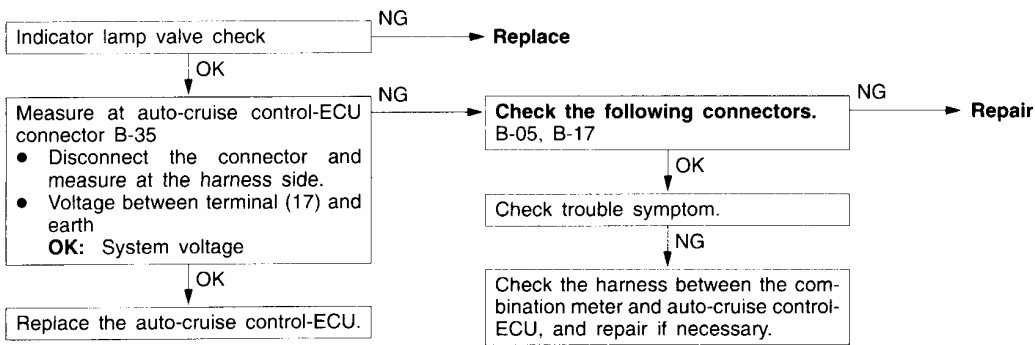 Indicator lamp valve check
NG
Replace
OK
Measure at auto-cruise control-ECU
connector B-35
● Disconnect the connector and
measure at the harness side.
● Voltage between terminal (17) and
earth
OK: System voltage
NG
Check the following connectors.
B-05, B-17
NG
Repair
OK
Check trouble symptom.
NG
Check the harness between the com-
bination meter and auto-cruise control-
ECU, and repair if necessary.
OK
Replace the auto-cruise control-ECU.